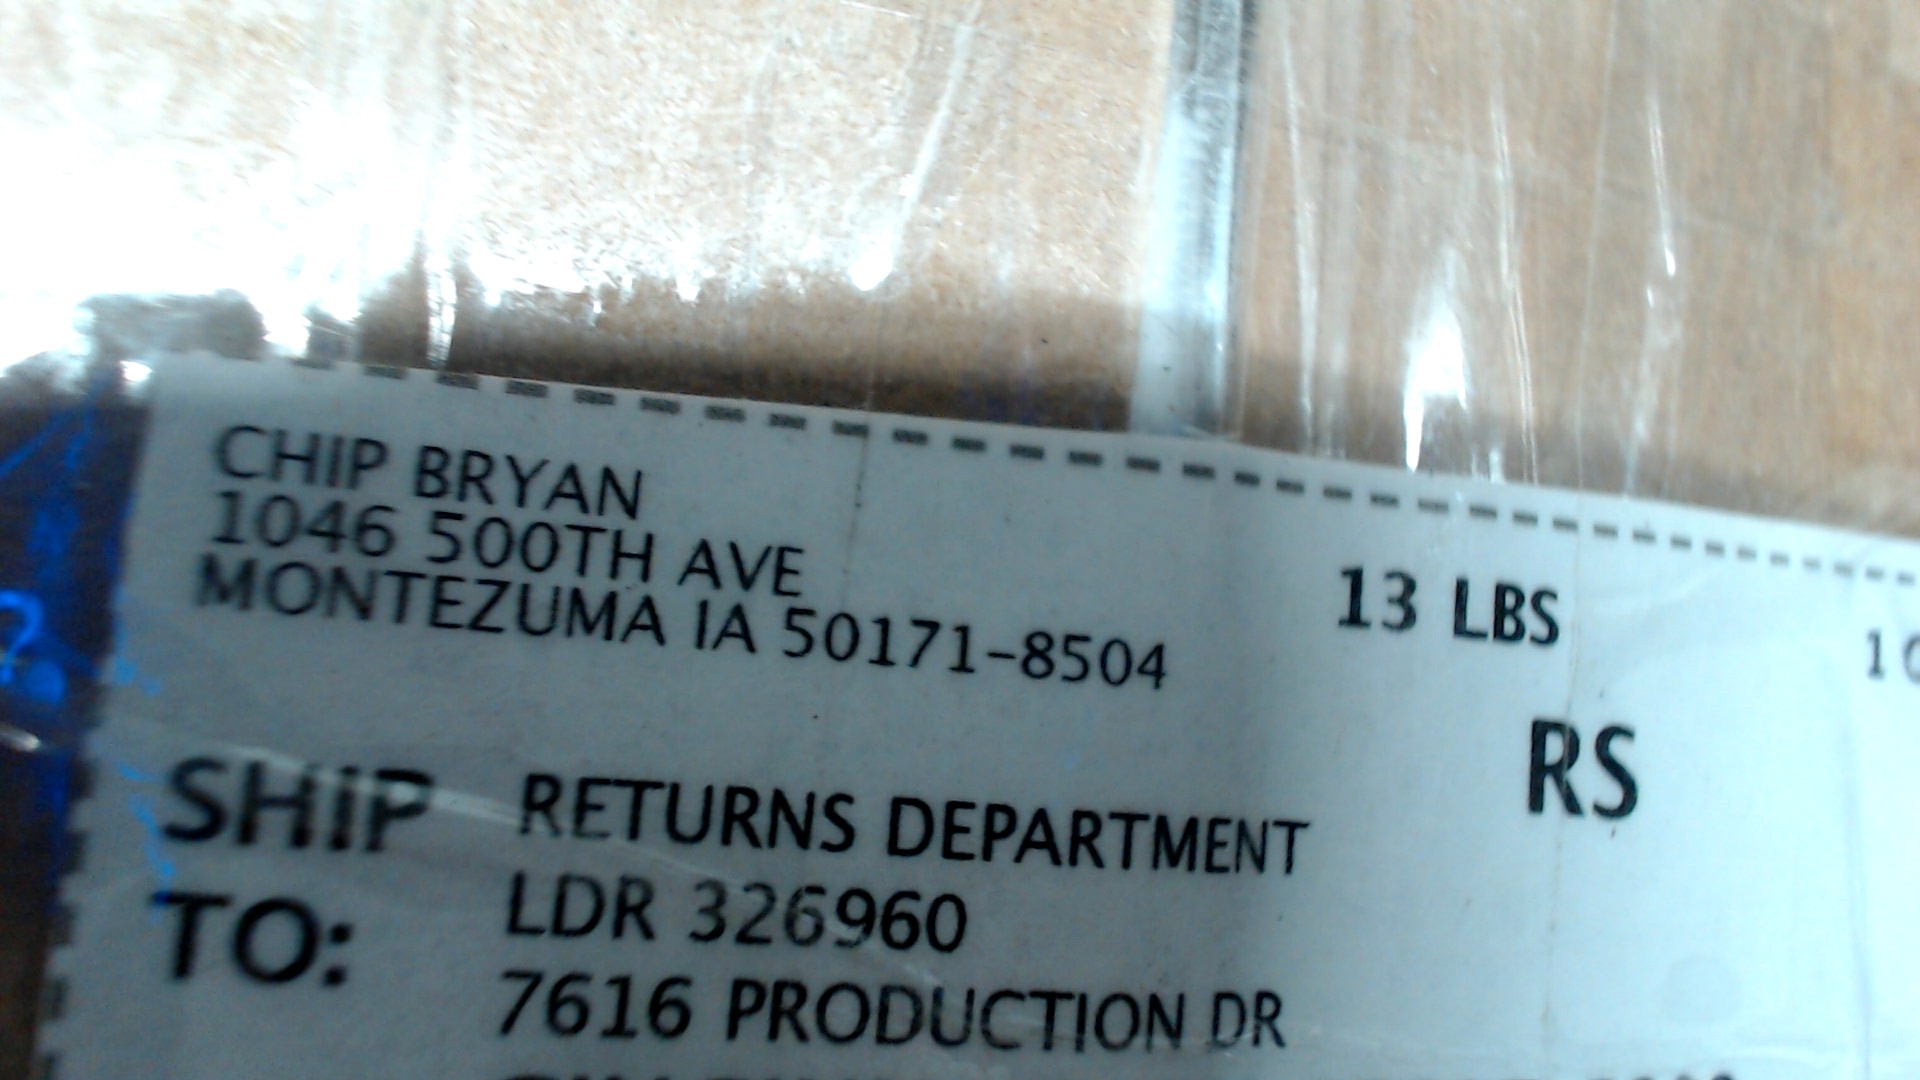 CHIP BRYAN
1046 500TH AVE
MONTEZUMA IA 50171-8504
13 LBS
RS
SHIP TO:
RETURNS DEPARTMENT
LDR 326960
7616 PRODUCTION DR